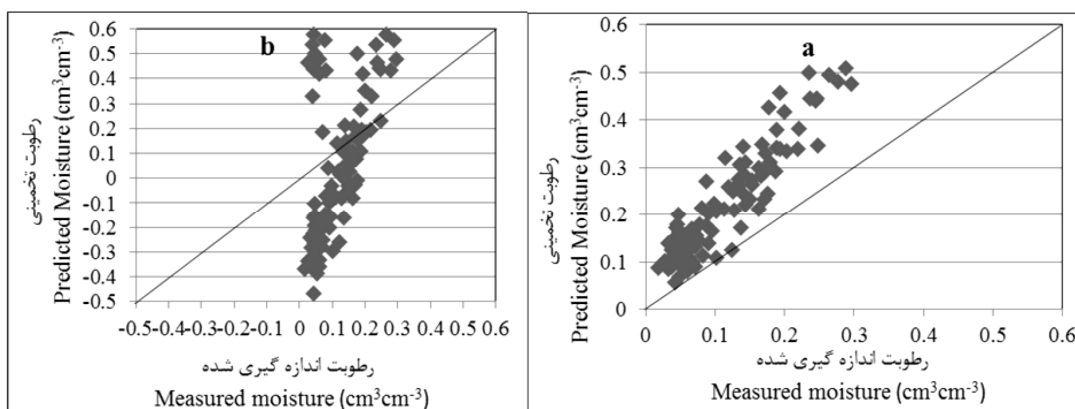 b
0.6
0.5
0.4
0.3
0.2
0.1
0
-0.1
-0.2
-0.3
-0.4
-0.5
رطوبت تخمینی
Predicted Moisture (cm³cm⁻³)
-0.5-0.4-0.3-0.2-0.1 0 0.1 0.2 0.3 0.4 0.5 0.6
رطوبت اندازه گیری شده
Measured moisture (cm³cm⁻³)
a
0.6
0.5
0.4
0.3
0.2
0.1
0
رطوبت تخمینی
Predicted Moisture (cm³cm⁻³)
0 0.1 0.2 0.3 0.4 0.5 0.6
رطوبت اندازه گیری شده
Measured moisture (cm³cm⁻³)